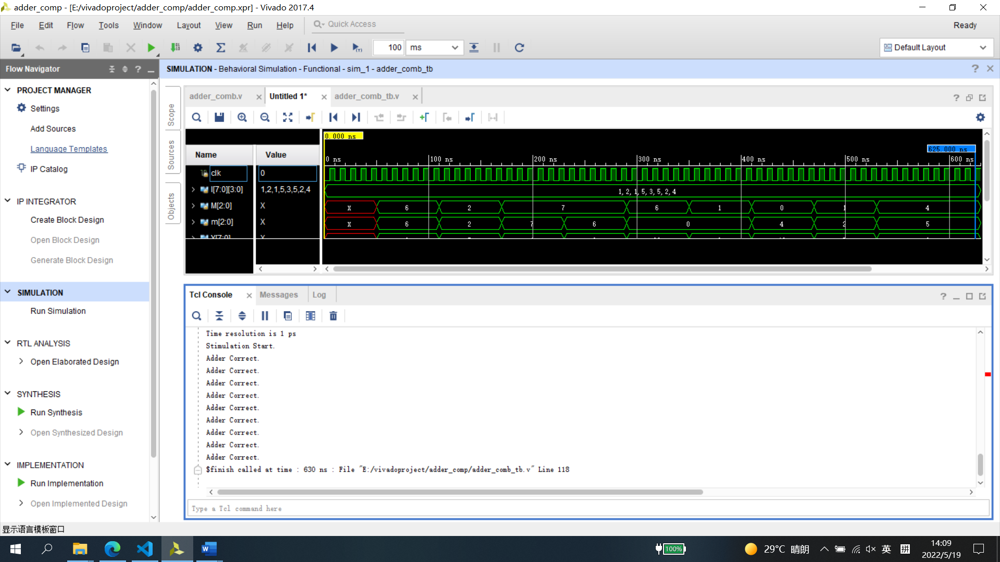 adder_comp - [E:/vivadoproject/adder_comp/adder_comp.xpr] - Vivado 2017.4
File Edit Flow Tools Window Layout View Run Help Quick Access Ready
100 ms Default Layout
Flow Navigator
SIMULATION - Behavioral Simulation - Functional - sim_1 - adder_comb_tb
PROJECT MANAGER
Settings
Add Sources
Language Templates
IP Catalog
IP INTEGRATOR
Create Block Design
Open Block Design
Generate Block Design
SIMULATION
Run Simulation
RTL ANALYSIS
Open Elaborated Design
SYNTHESIS
Run Synthesis
Open Synthesized Design
IMPLEMENTATION
Run Implementation
Open Implemented Design
Scope
Sources
Objects
adder_comb.v Untitled 1* adder_comb_tb.v
0.000 ns
625.000 ns
Name Value
0 ns 100 ns 200 ns 300 ns 400 ns 500 ns 600 ns
clk 0
I[7:0][3:0] 1,2,1,5,3,5,2,4 1,2,1,5,3,5,2,4
M[2:0] X X 6 2 7 6 1 0 1 4
m[2:0] X X 6 2 7 6 0 4 2 5
Y[7:0] X
Tcl Console Messages Log
Time resolution is 1 ps
Stimulation Start.
Adder Correct.
Adder Correct.
Adder Correct.
Adder Correct.
Adder Correct.
Adder Correct.
Adder Correct.
Adder Correct.
Adder Correct.
$finish called at time : 630 ns : File "E:/vivadoproject/adder_comp/adder_comb_tb.v" Line 118
Type a Tcl command here
显示语言模板窗口
100% 29°C 晴朗 英 拼 14:09
2022/5/19